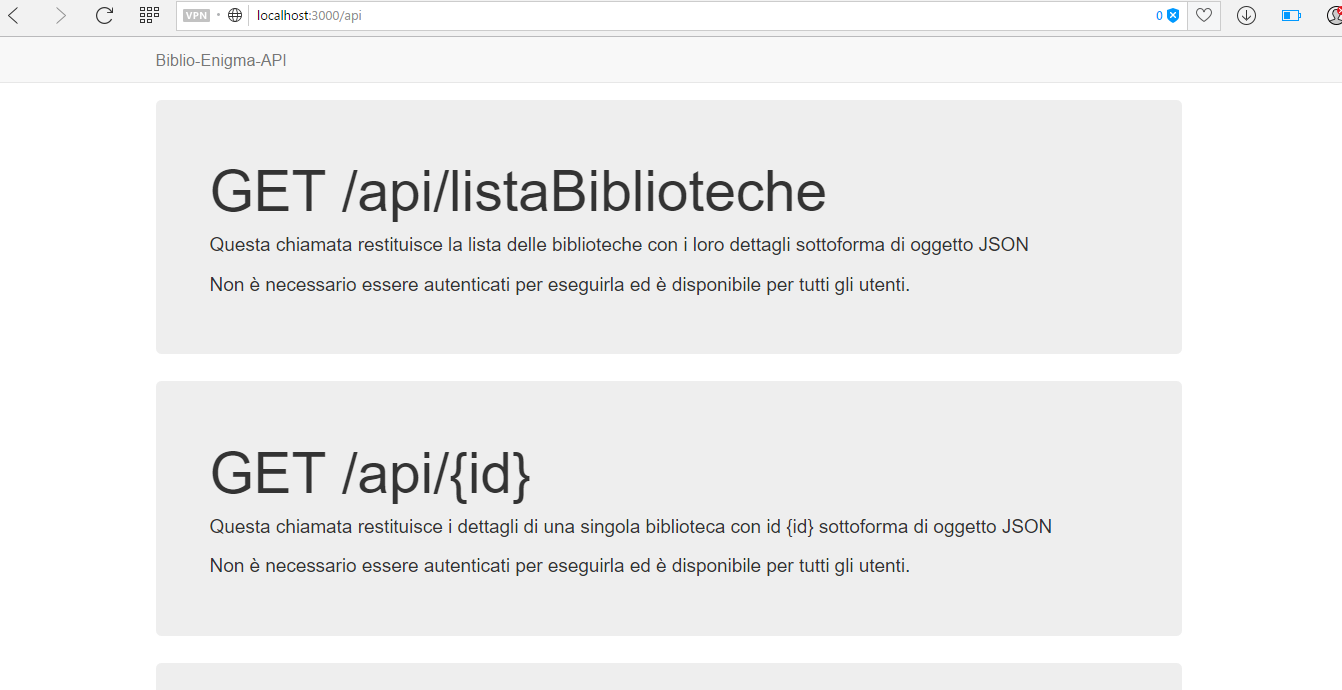 VPN localhost:3000/api 0
Biblio-Enigma-API
GET /api/listaBiblioteche
Questa chiamata restituisce la lista delle biblioteche con i loro dettagli sottoforma di oggetto JSON
Non è necessario essere autenticati per eseguirla ed è disponibile per tutti gli utenti.
GET /api/{id}
Questa chiamata restituisce i dettagli di una singola biblioteca con id {id} sottoforma di oggetto JSON
Non è necessario essere autenticati per eseguirla ed è disponibile per tutti gli utenti.